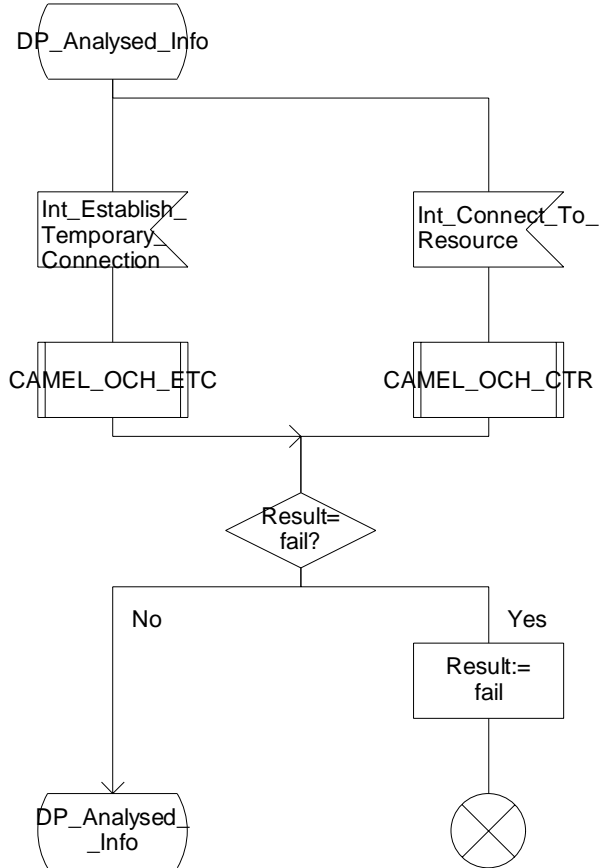 DP_Analysed_Info
Int_Establish_
Temporary_
Connection
Int_Connect_To_
Resource
CAMEL_OCH_ETC
CAMEL_OCH_CTR
Result=
fail?
No
Yes
Result:=
fail
DP_Analysed_
_Info